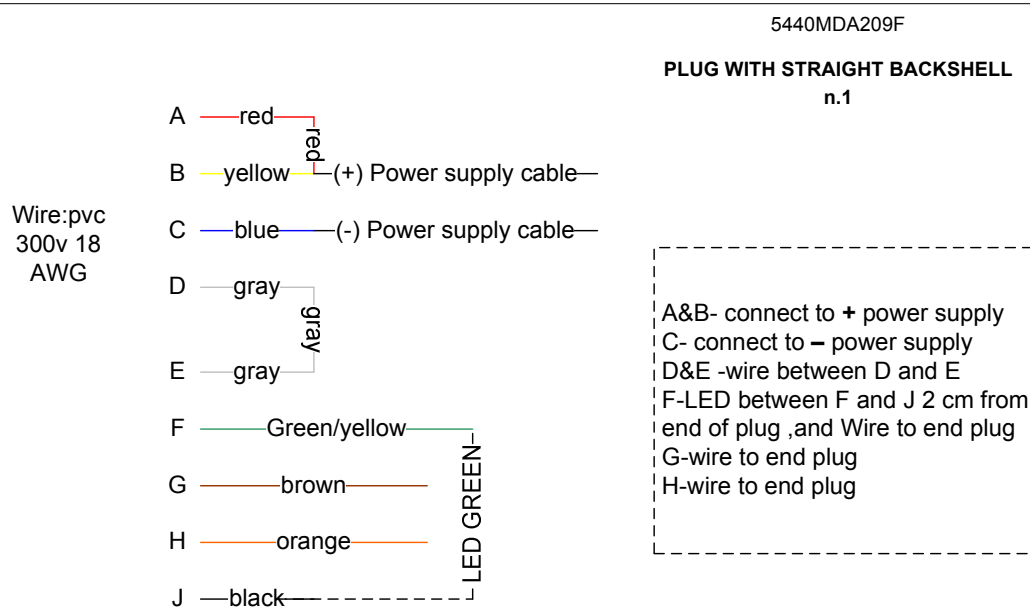 5440MDA209F
PLUG WITH STRAIGHT BACKSHELL
n.1
A red
red
B yellow (+) Power supply cable
Wire:pvc
300v 18
AWG
C blue (-) Power supply cable
D gray
gray
E gray
F Green/yellow
LED GREEN
G brown
H orange
J black
A&B- connect to + power supply
C- connect to – power supply
D&E -wire between D and E
F-LED between F and J 2 cm from
end of plug ,and Wire to end plug
G-wire to end plug
H-wire to end plug